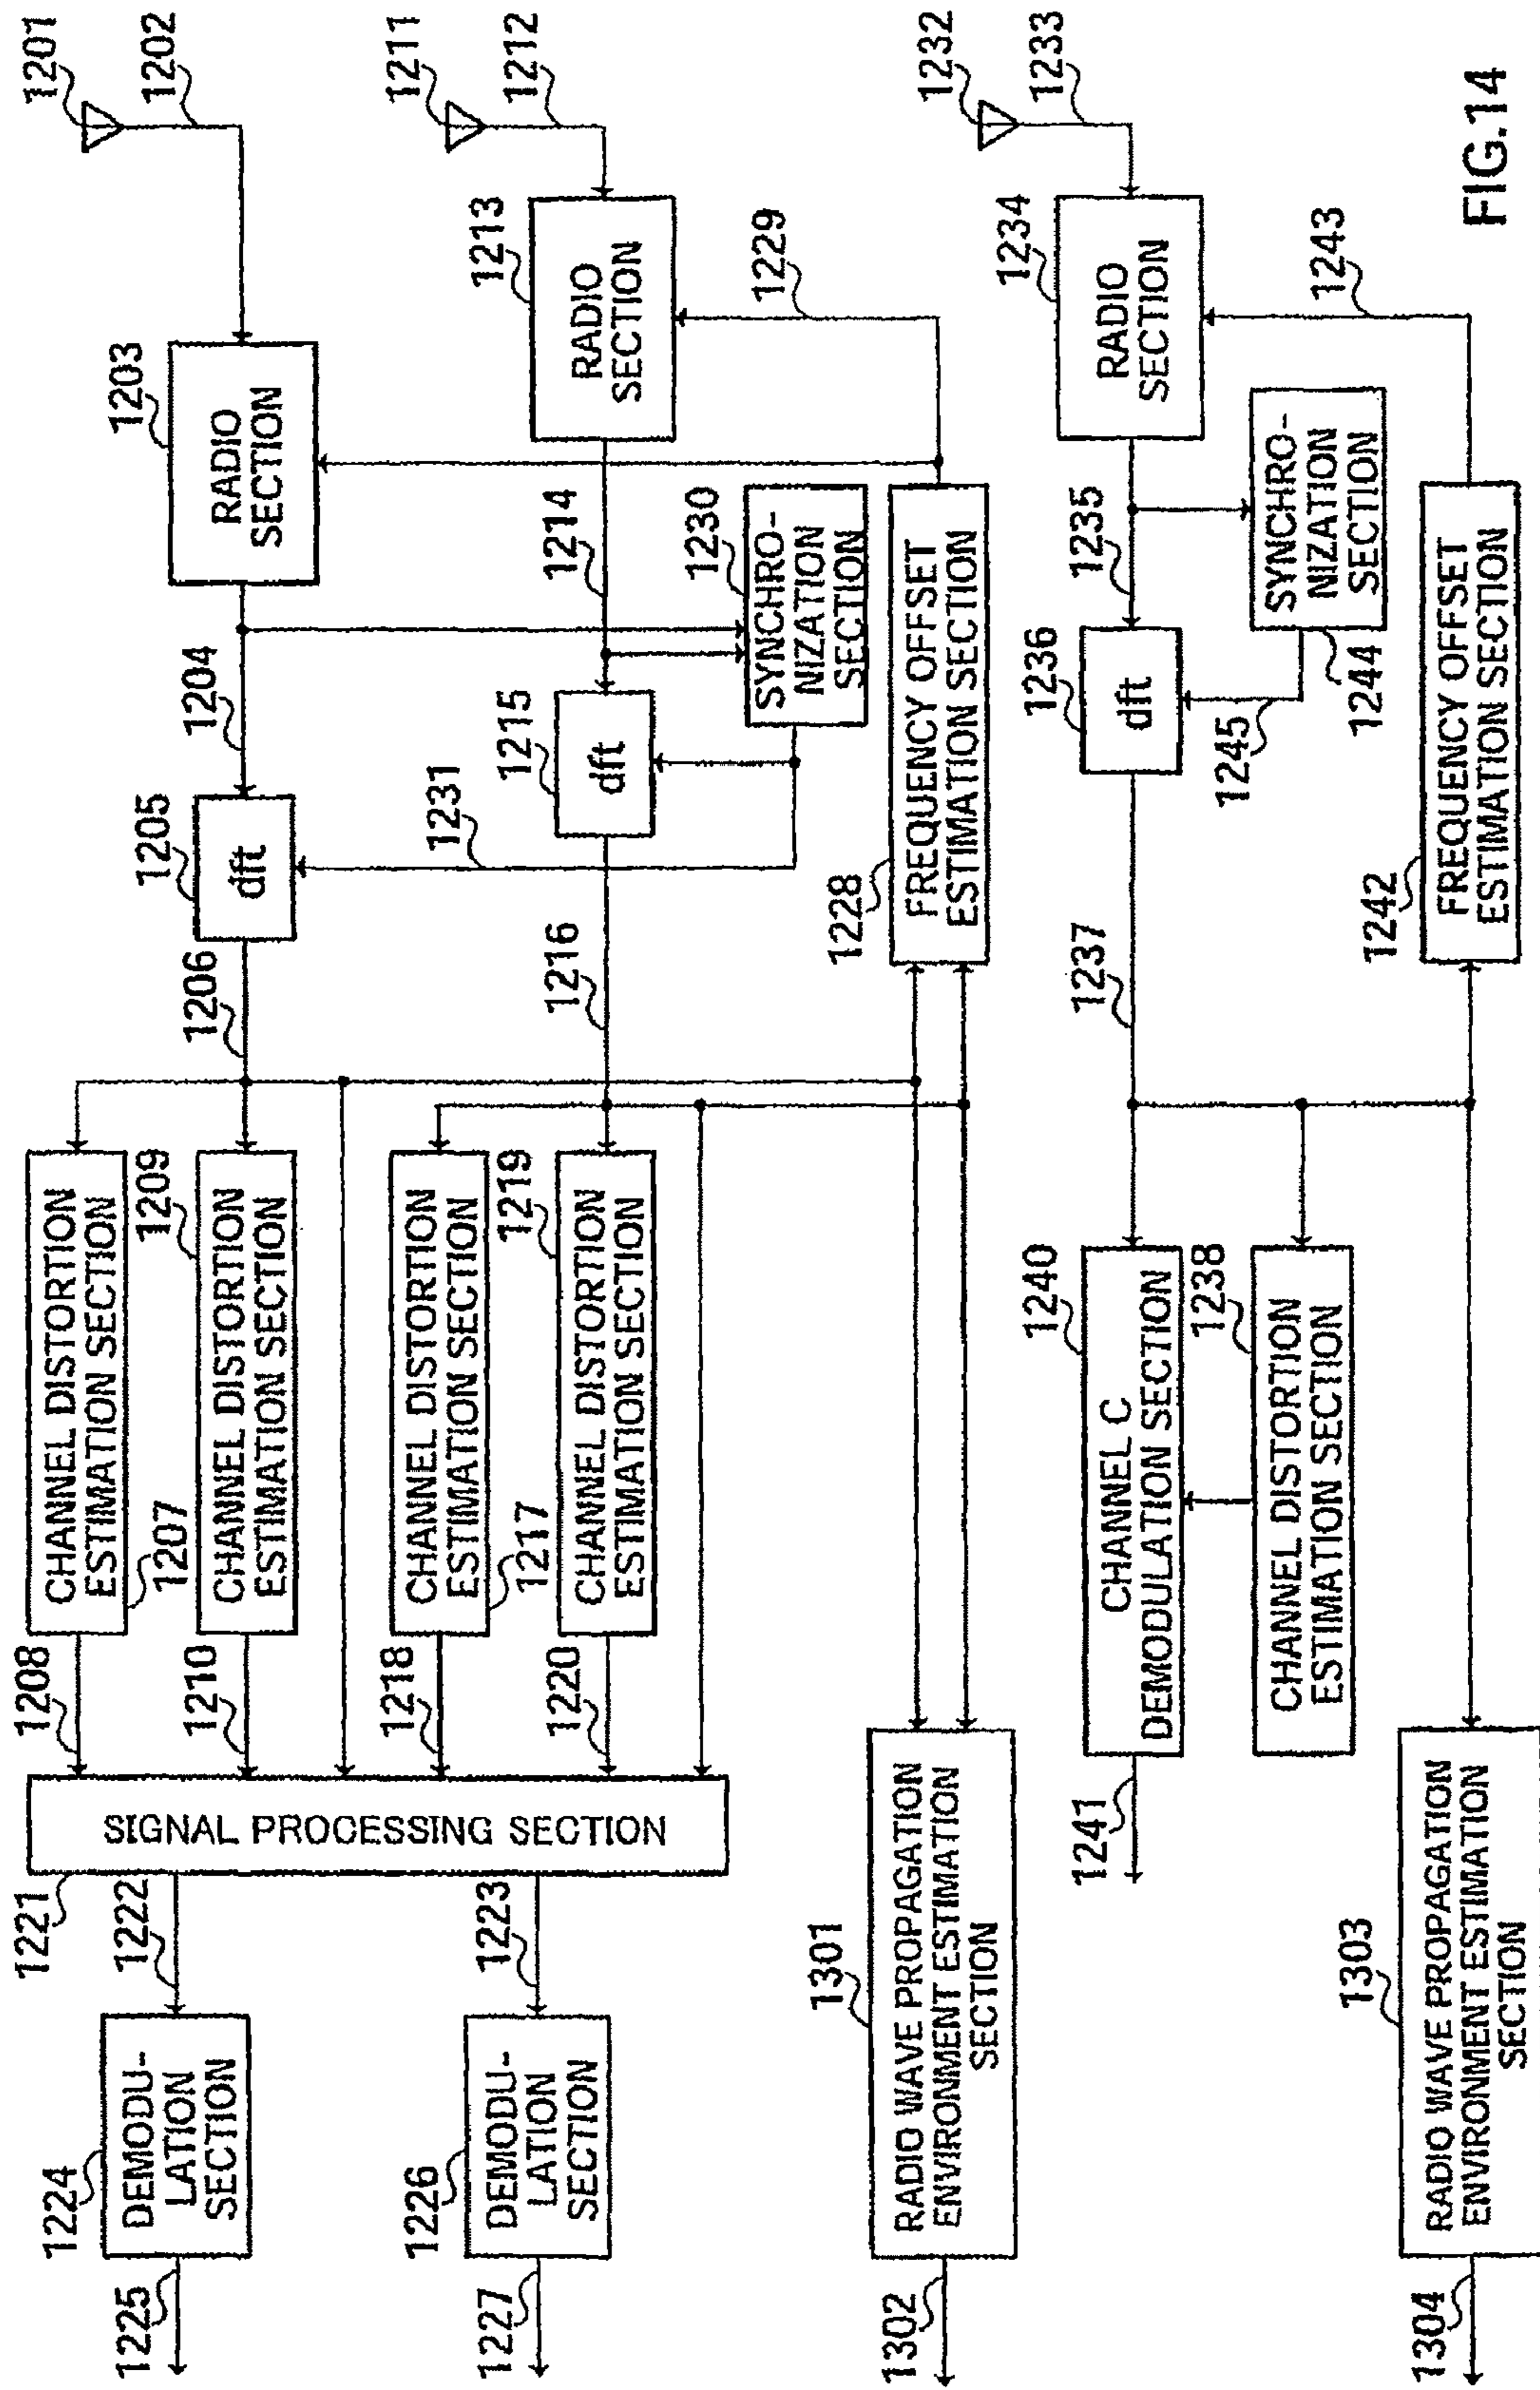 1201
1202
1203
RADIO
SECTION
1204
1205
dft
1206
CHANNEL DISTORTION
ESTIMATION SECTION
1207
1208
1209
CHANNEL DISTORTION
ESTIMATION SECTION
1210
1211
1212
1213
RADIO
SECTION
1214
1215
dft
1216
CHANNEL DISTORTION
ESTIMATION SECTION
1217
1218
1219
CHANNEL DISTORTION
ESTIMATION SECTION
1220
SIGNAL PROCESSING SECTION
1221
1222
1223
1224
DEMODU-
LATION
SECTION
1225
1226
DEMODU-
LATION
SECTION
1227
1228
FREQUENCY OFFSET
ESTIMATION SECTION
1229
1230
SYNCHRO-
NIZATION
SECTION
1231
1301
RADIO WAVE PROPAGATION
ENVIRONMENT ESTIMATION
SECTION
1302
1232
1233
1234
RADIO
SECTION
1235
1236
dft
1237
1238
CHANNEL DISTORTION
ESTIMATION SECTION
1240
CHANNEL C
DEMODULATION SECTION
1241
1242
FREQUENCY OFFSET
ESTIMATION SECTION
1243
SYNCHRO-
NIZATION
SECTION
1244
1245
1303
RADIO WAVE PROPAGATION
ENVIRONMENT ESTIMATION
SECTION
1304
FIG.14